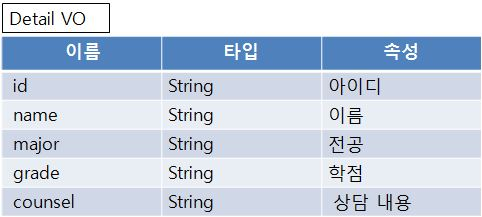 Detail VO
이름 타입 속성
id String 아이디
name String 이름
major String 전공
grade String 학점
counsel String 상담 내용